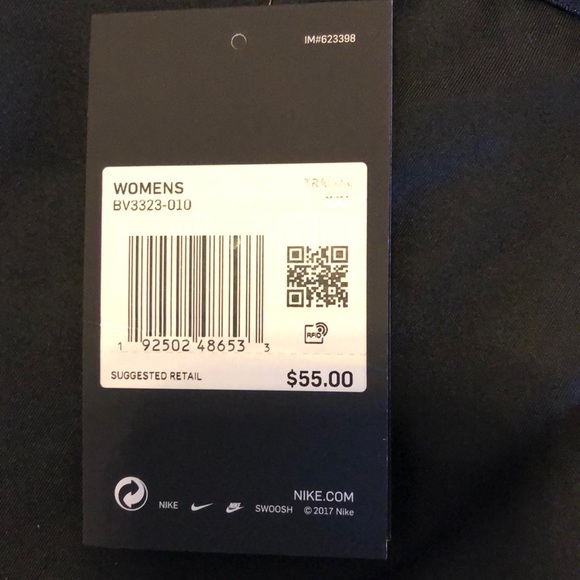 IM#623398
WOMENS
BV3323-010
1 92502 48653 3
RFID
SUGGESTED RETAIL $55.00
NIKE.COM
NIKE SWOOSH © 2017 Nike